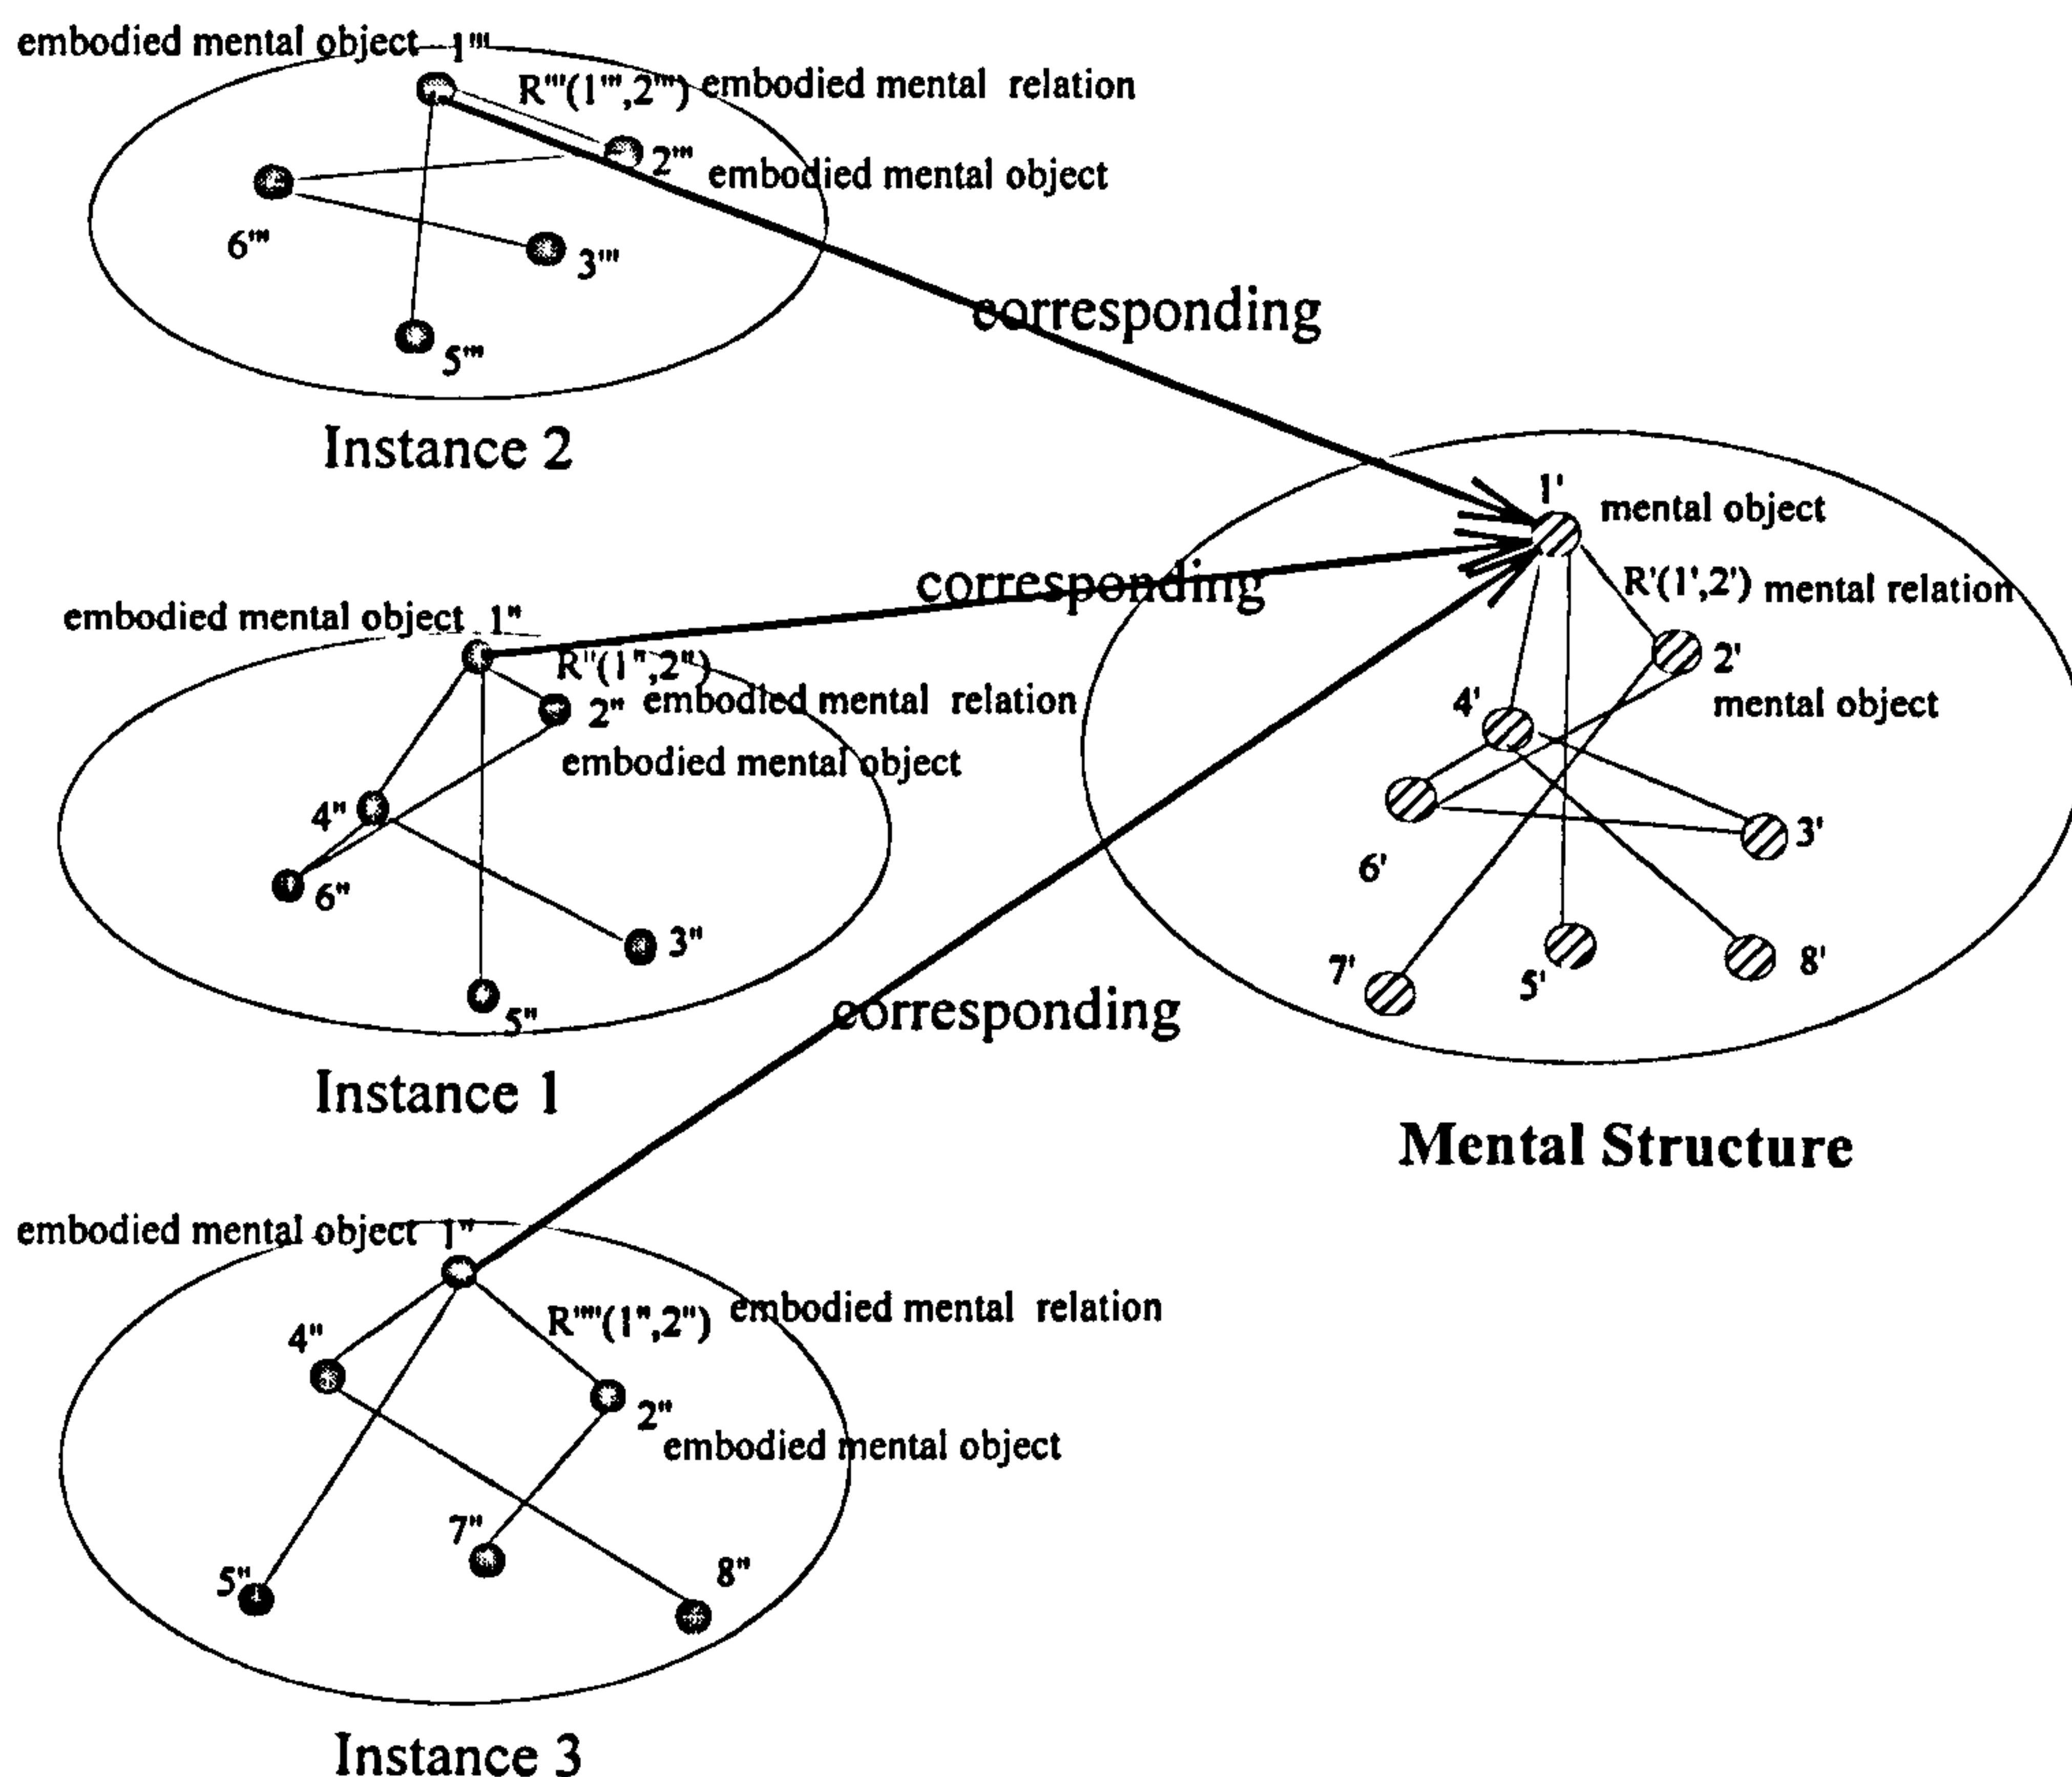 embodied mental object 1'''
R'''(1''',2''') embodied mental relation
2''' embodied mental object
6'''
3'''
5'''
Instance 2
corresponding
1' mental object
R'(1',2') mental relation
2'
mental object
4'
3'
6'
7'
5'
8'
Mental Structure
corresponding
embodied mental object 1"
R"(1",2")
2" embodied mental relation
embodied mental object
4"
6"
3"
5"
Instance 1
corresponding
embodied mental object 1"
R""(1",2") embodied mental relation
4"
2"
embodied mental object
7"
5"
8"
Instance 3